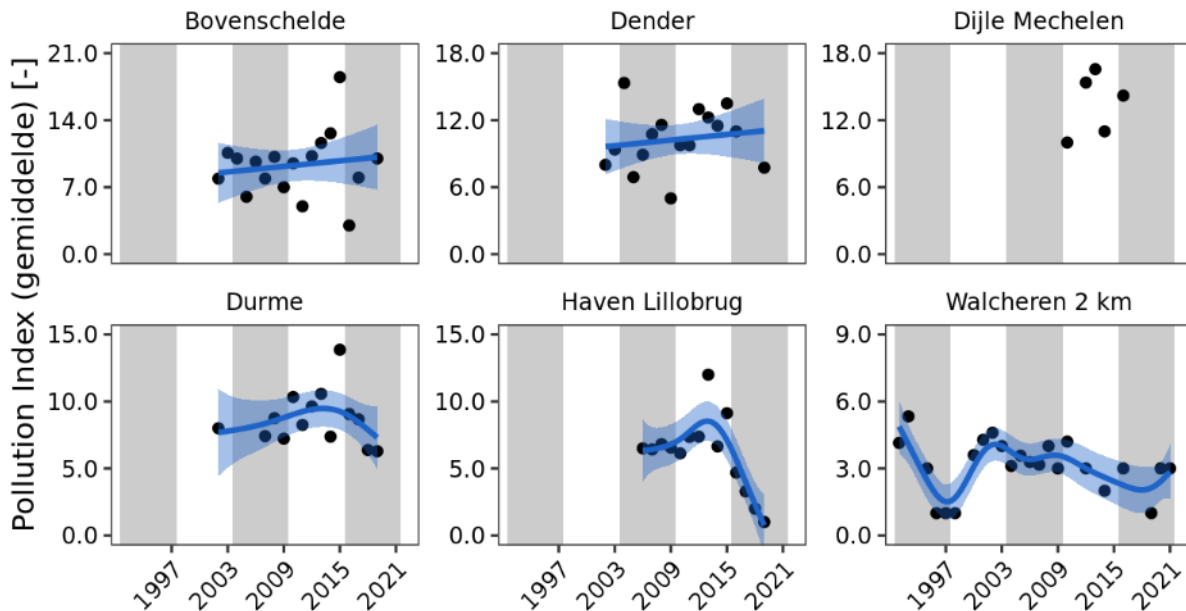 Pollution Index (gemiddelde) [-]
Bovenschelde
Dender
Dijle Mechelen
21.0
14.0
7.0
0.0
18.0
12.0
6.0
0.0
18.0
12.0
6.0
0.0
Durme
Haven Lillobrug
Walcheren 2 km
15.0
10.0
5.0
0.0
15.0
10.0
5.0
0.0
9.0
6.0
3.0
0.0
1997 2003 2009 2015 2021
1997 2003 2009 2015 2021
1997 2003 2009 2015 2021